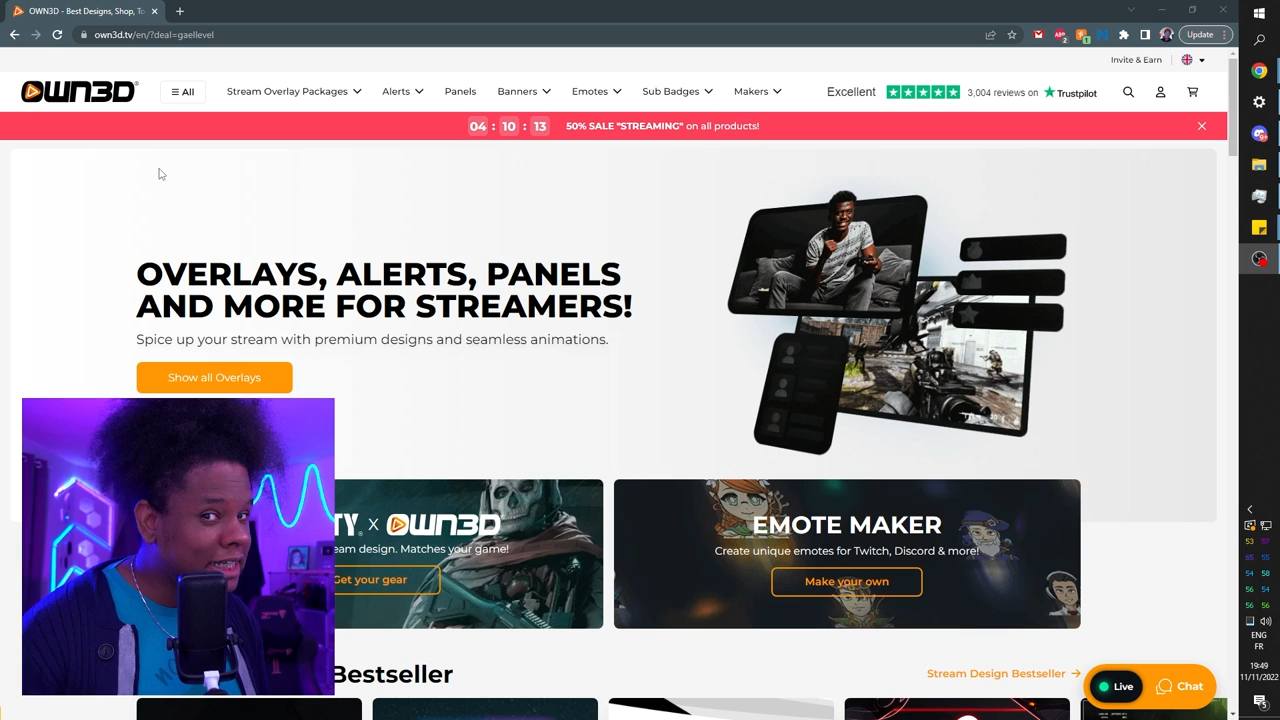 OWN3D - Best Designs, Shop, To
own3d.tv/en/?deal=gaellevel
Update
Invite & Earn
OWN3D
All
Stream Overlay Packages
Alerts
Panels
Banners
Emotes
Sub Badges
Makers
Excellent
3,004 reviews on
Trustpilot
04 : 10 : 13
50% SALE "STREAMING" on all products!
OVERLAYS, ALERTS, PANELS
AND MORE FOR STREAMERS!
Spice up your stream with premium designs and seamless animations.
Show all Overlays
TY. X OWN3D
eam design. Matches your game!
Get your gear
EMOTE MAKER
Create unique emotes for Twitch, Discord & more!
Make your own
Bestseller
Stream Design Bestseller
Live
Chat
ENG
FR
19:49
11/11/2022